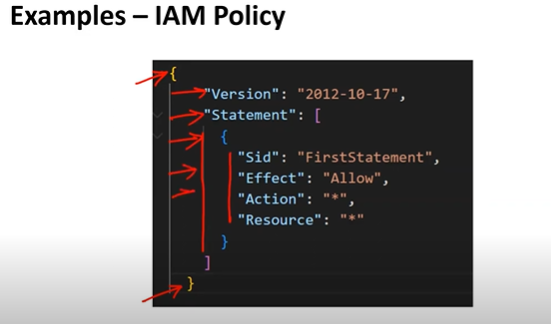 Examples – IAM Policy
{
"Version": "2012-10-17",
"Statement": [
{
"Sid": "FirstStatement",
"Effect": "Allow",
"Action": "*",
"Resource": "*"
}
]
}